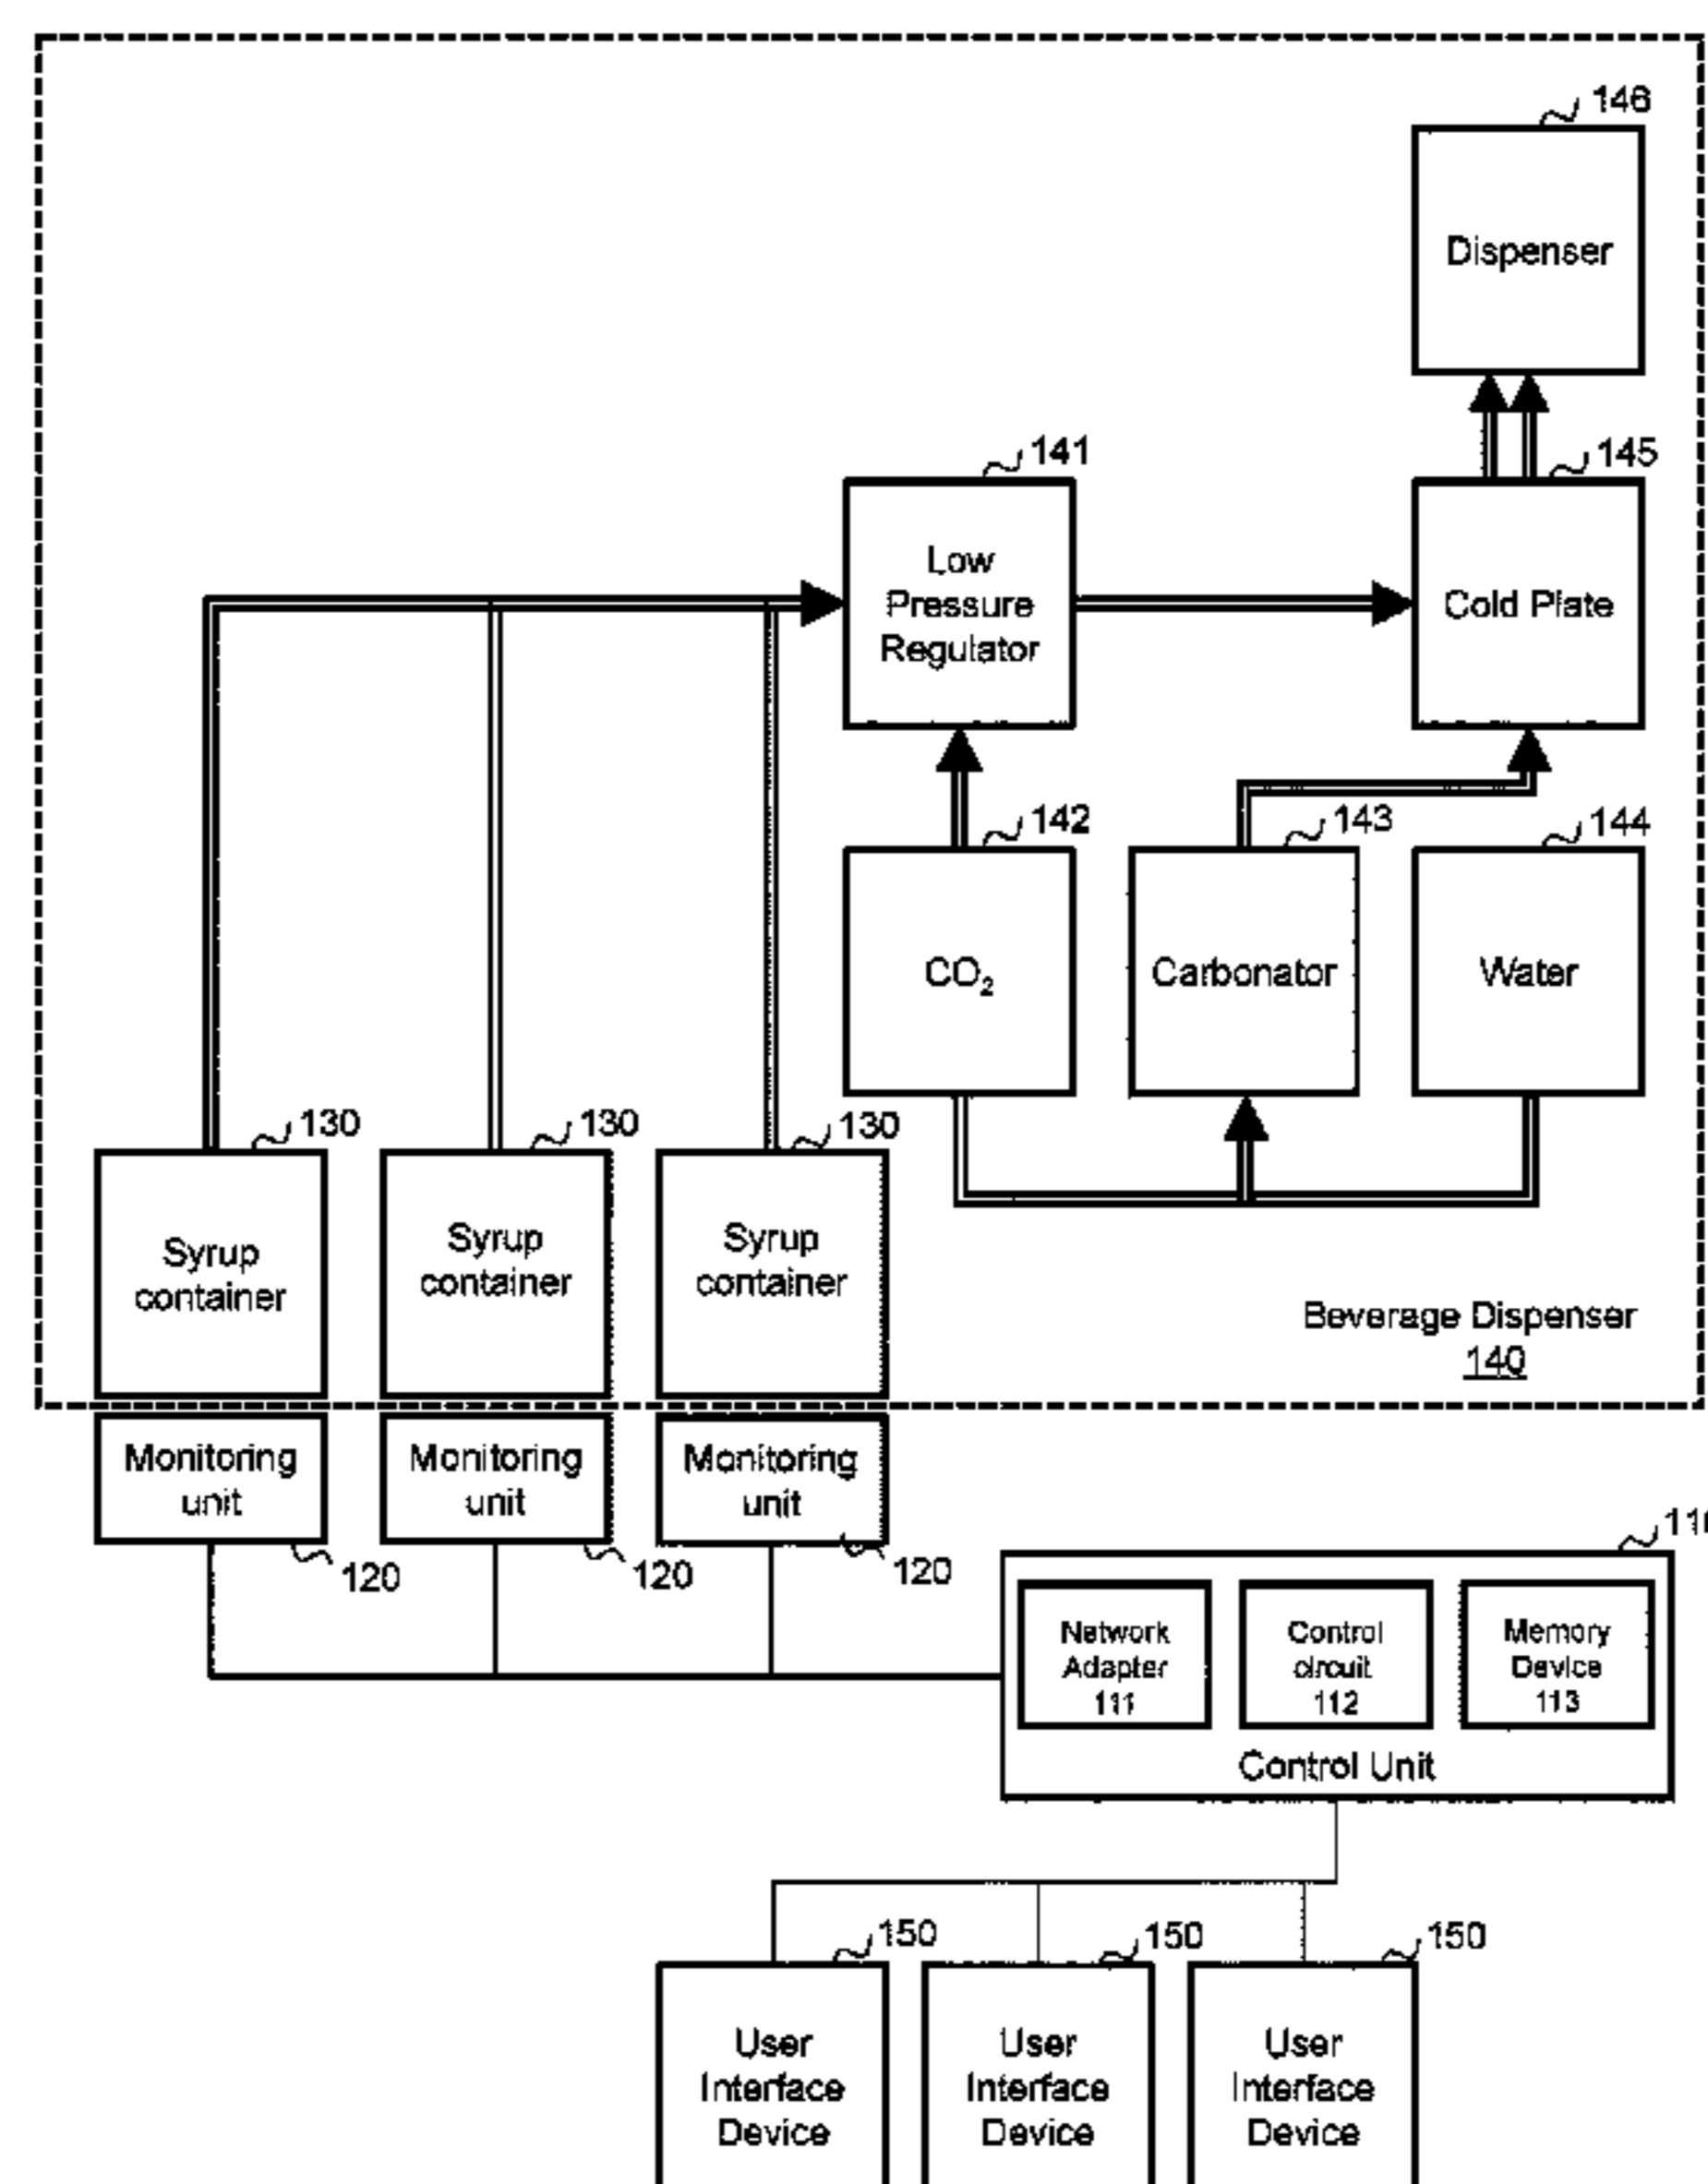 146
Dispenser
141
145
Low
Pressure
Regulator
Cold Plate
142
143
144
CO₂
Carbonator
Water
130
130
130
Syrup
container
Syrup
container
Syrup
container
Beverage Dispenser
140
Monitoring
unit
Monitoring
unit
Monitoring
unit
120
120
120
Network
Adapter
111
Control
circuit
112
Memory
Device
113
Control Unit
150
150
150
User
Interface
Device
User
Interface
Device
User
Interface
Device